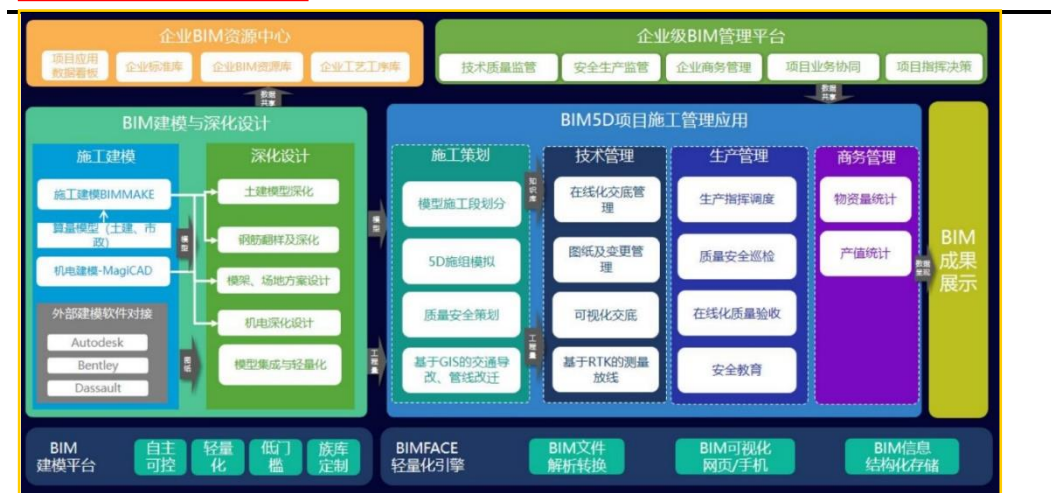 企业BIM资源中心
项目应用
数据看板
企业标准库
企业BIM资源库
企业工艺工序库
企业级BIM管理平台
技术质量监管
安全生产监管
企业商务管理
项目业务协同
项目指挥决策
数据
共享
数据
共享
BIM建模与深化设计
施工建模
施工建模BIMMAKE
算量模型（土建、市
政）
机电建模-MagiCAD
外部建模软件对接
Autodesk
Bentley
Dassault
模型
图纸
深化设计
土建模型深化
钢筋翻样及深化
模架、场地方案设计
机电深化设计
模型集成与轻量化
模型
工程量
BIM5D项目施工管理应用
施工策划
模型施工段划分
5D施组模拟
质量安全策划
基于GIS的交通导
改、管线改迁
知识库
工程量
技术管理
在线化交底管
理
图纸及变更管
理
可视化交底
基于RTK的测量
放线
生产管理
生产指挥调度
质量安全巡检
在线化质量验收
安全教育
商务管理
物资量统计
产值统计
数据
呈现
BIM
成果
展示
BIM
建模平台
自主
可控
轻量
化
低门
槛
族库
定制
BIMFACE
轻量化引擎
BIM文件
解析转换
BIM可视化
网页/手机
BIM信息
结构化存储